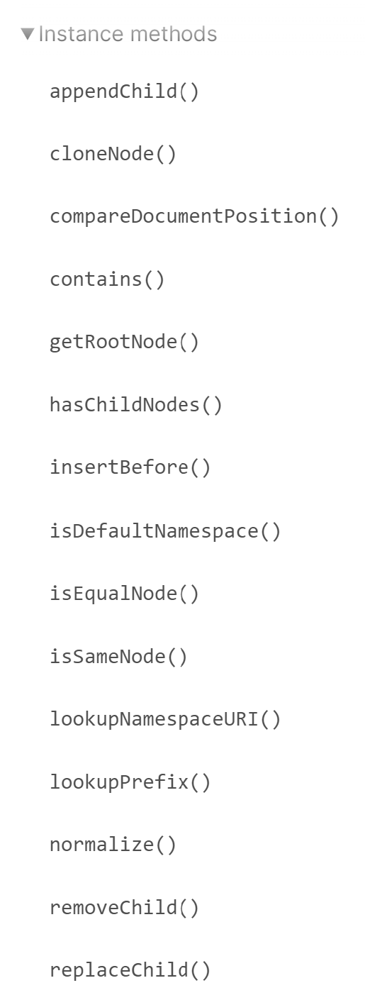 Instance methods
appendChild()
cloneNode()
compareDocumentPosition()
contains()
getRootNode()
hasChildNodes()
insertBefore()
isDefaultNamespace()
isEqualNode()
isSameNode()
lookupNamespaceURI()
lookupPrefix()
normalize()
removeChild()
replaceChild()